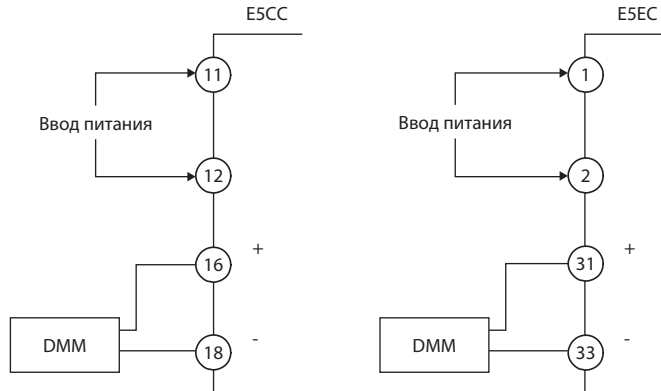 E5CC
11
Ввод питания
12
16
+
DMM
18
-
E5EC
1
Ввод питания
2
31
+
DMM
33
-